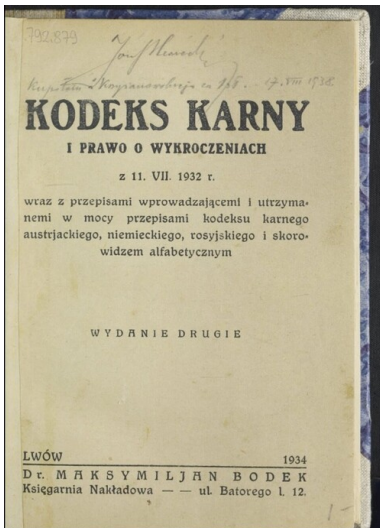 792.879
KODEKS KARNY
I PRAWO O WYKROCZENIACH
z 11. VII. 1932 r.
wraz z przepisami wprowadzającemi i utrzyma-
nemi w mocy przepisami kodeksu karnego
austrjackiego, niemieckiego, rosyjskiego i skoro-
widzem alfabetycznym
WYDANIE DRUGIE
LWÓW 1934
Dr. MAKSYMILJAN BODEK
Księgarnia Nakładowa — — ul. Batorego l. 12.